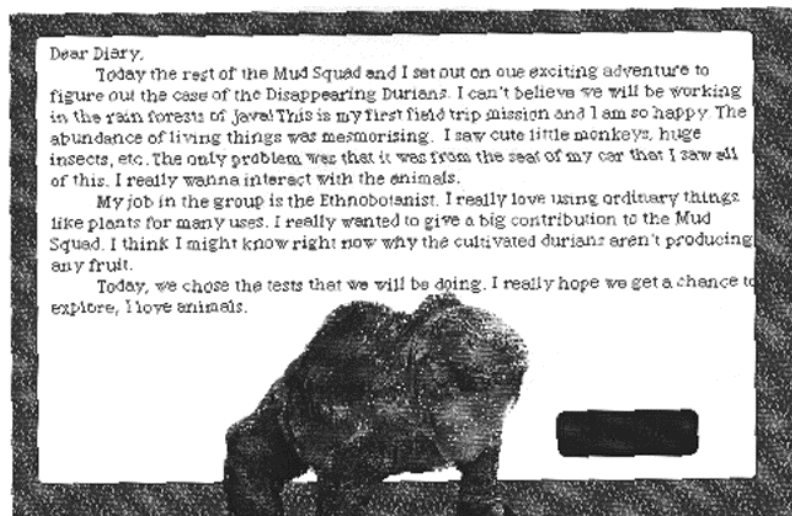 Dear Diary,
Today the rest of the Mud Squad and I set out on oue exciting adventure to
figure out the case of the Disappearing Durians. I can't believe we will be working
in the rain forests of Java! This is my first field trip mission and I am so happy. The
abundance of living things was mesmorising. I saw cute little monkeys, huge
insects, etc. The only problem was that it was from the seat of my car that I saw all
of this. I really wanna interact with the animals.
My job in the group is the Ethnobotanist. I really love using ordinary things
like plants for many uses. I really wanted to give a big contribution to the Mud
Squad. I think I might know right now why the cultivated durians aren't producing
any fruit.
Today, we chose the tests that we will be doing. I really hope we get a chance to
explore, I love animals.